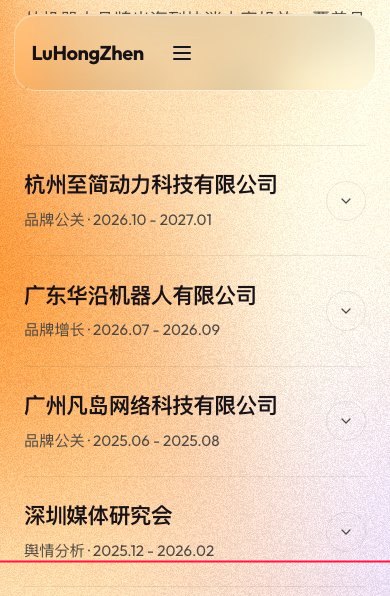 LuHongZhen
杭州至简动力科技有限公司
品牌公关 · 2026.10 - 2027.01
广东华沿机器人有限公司
品牌增长 · 2026.07 - 2026.09
广州凡岛网络科技有限公司
品牌公关 · 2025.06 - 2025.08
深圳媒体研究会
舆情分析 · 2025.12 - 2026.02